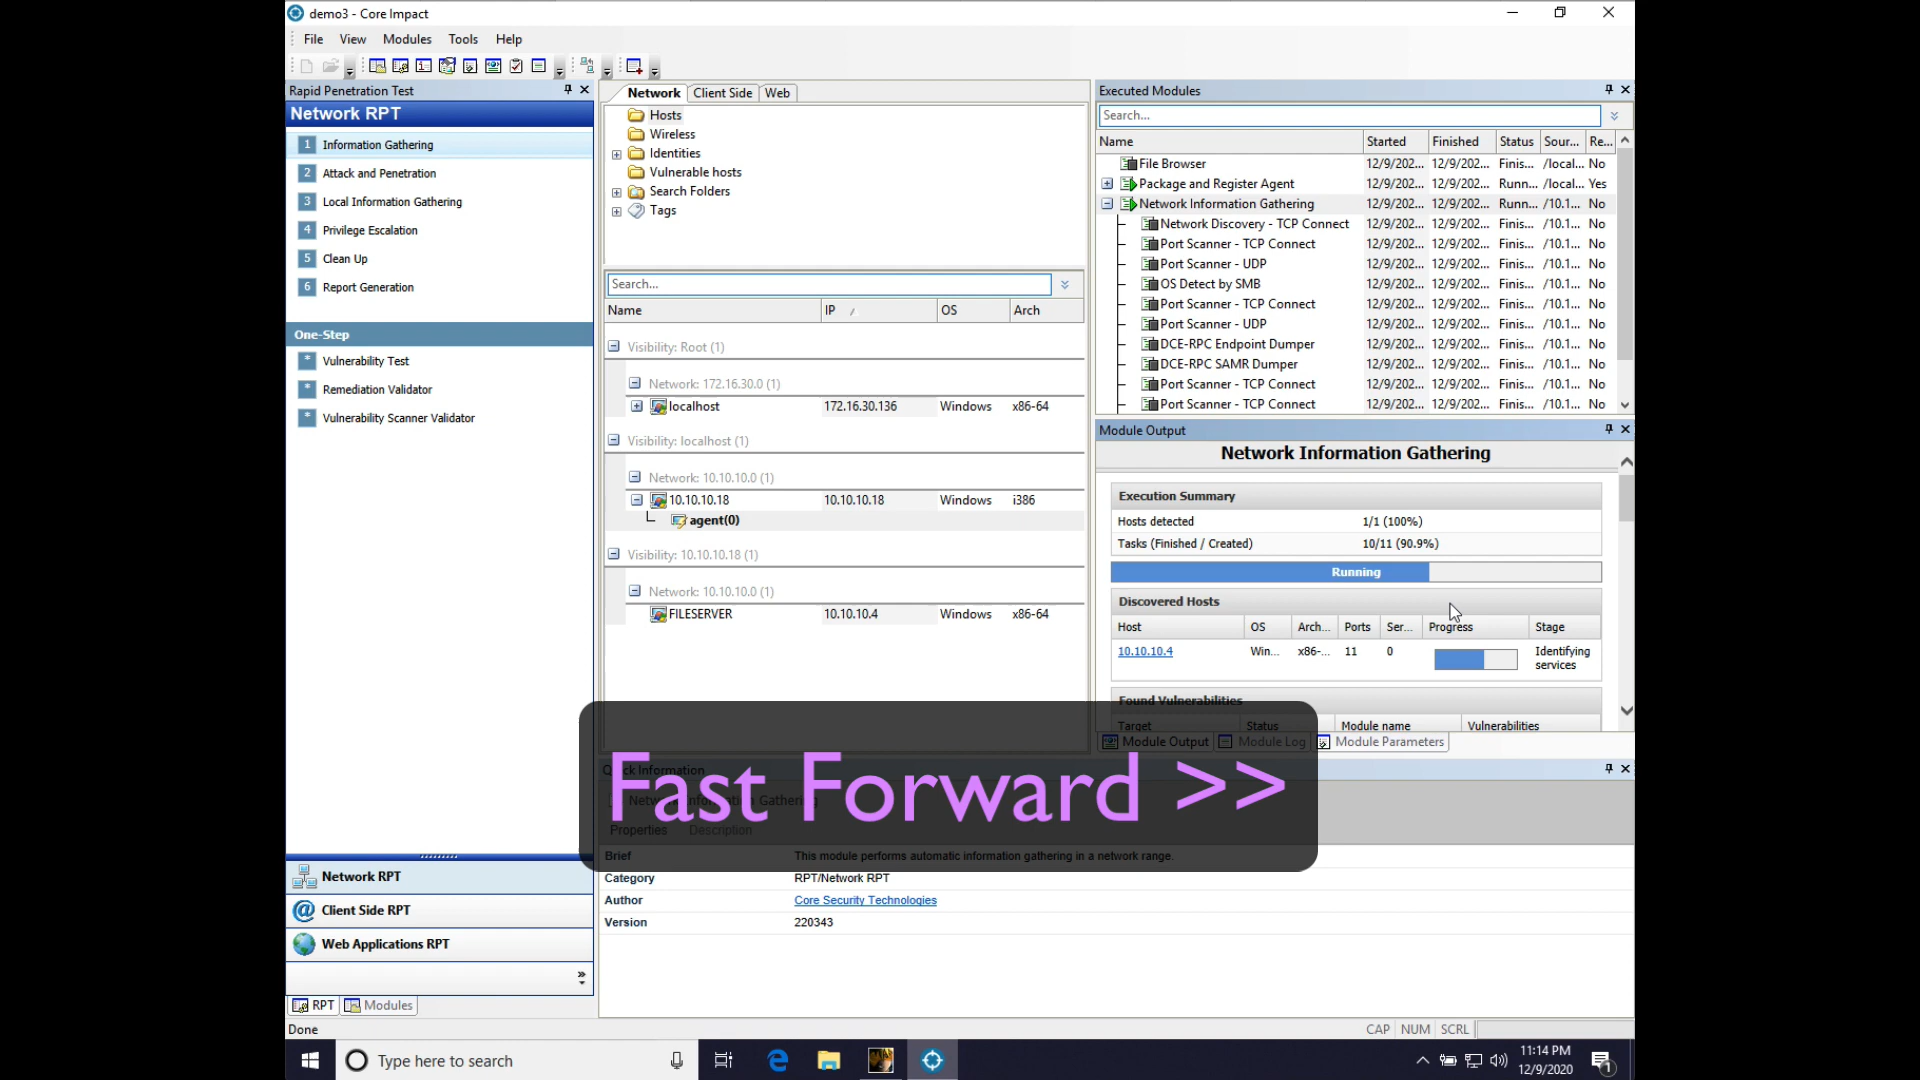 demo3 - Core Impact
File View Modules Tools Help
Rapid Penetration Test
Network RPT
1 Information Gathering
2 Attack and Penetration
3 Local Information Gathering
4 Privilege Escalation
5 Clean Up
6 Report Generation
One-Step
* Vulnerability Test
* Remediation Validator
* Vulnerability Scanner Validator
Network RPT
Client Side RPT
Web Applications RPT
RPT Modules
Done
Network Client Side Web
Hosts
Wireless
Identities
Vulnerable hosts
Search Folders
Tags
Search...
Name IP OS Arch
Visibility: Root (1)
Network: 172.16.30.0 (1)
localhost 172.16.30.136 Windows x86-64
Visibility: localhost (1)
Network: 10.10.10.0 (1)
10.10.10.18 10.10.10.18 Windows i386
agent(0)
Visibility: 10.10.10.18 (1)
Network: 10.10.10.0 (1)
FILESERVER 10.10.10.4 Windows x86-64
Executed Modules
Search...
Name Started Finished Status Sour... Re...
File Browser 12/9/202... 12/9/202... Finis... /local... No
Package and Register Agent 12/9/202... 12/9/202... Runn... /local... Yes
Network Information Gathering 12/9/202... 12/9/202... Runn... /10.1... No
Network Discovery - TCP Connect 12/9/202... 12/9/202... Finis... /10.1... No
Port Scanner - TCP Connect 12/9/202... 12/9/202... Finis... /10.1... No
Port Scanner - UDP 12/9/202... 12/9/202... Finis... /10.1... No
OS Detect by SMB 12/9/202... 12/9/202... Finis... /10.1... No
Port Scanner - TCP Connect 12/9/202... 12/9/202... Finis... /10.1... No
Port Scanner - UDP 12/9/202... 12/9/202... Finis... /10.1... No
DCE-RPC Endpoint Dumper 12/9/202... 12/9/202... Finis... /10.1... No
DCE-RPC SAMR Dumper 12/9/202... 12/9/202... Finis... /10.1... No
Port Scanner - TCP Connect 12/9/202... 12/9/202... Finis... /10.1... No
Port Scanner - TCP Connect 12/9/202... 12/9/202... Finis... /10.1... No
Module Output
Network Information Gathering
Execution Summary
Hosts detected 1/1 (100%)
Tasks (Finished / Created) 10/11 (90.9%)
Running
Discovered Hosts
Host OS Arch... Ports Ser... Progress Stage
10.10.10.4 Win... x86-... 11 0 Identifying
services
Found Vulnerabilities
Target Status Module name Vulnerabilities
Module Output Module Log Module Parameters
Quick Information
Network Information Gathering
Fast Forward >>
Properties Description
Brief This module performs automatic information gathering in a network range.
Category RPT/Network RPT
Author Core Security Technologies
Version 220343
CAP NUM SCRL
Type here to search
11:14 PM
12/9/2020
1